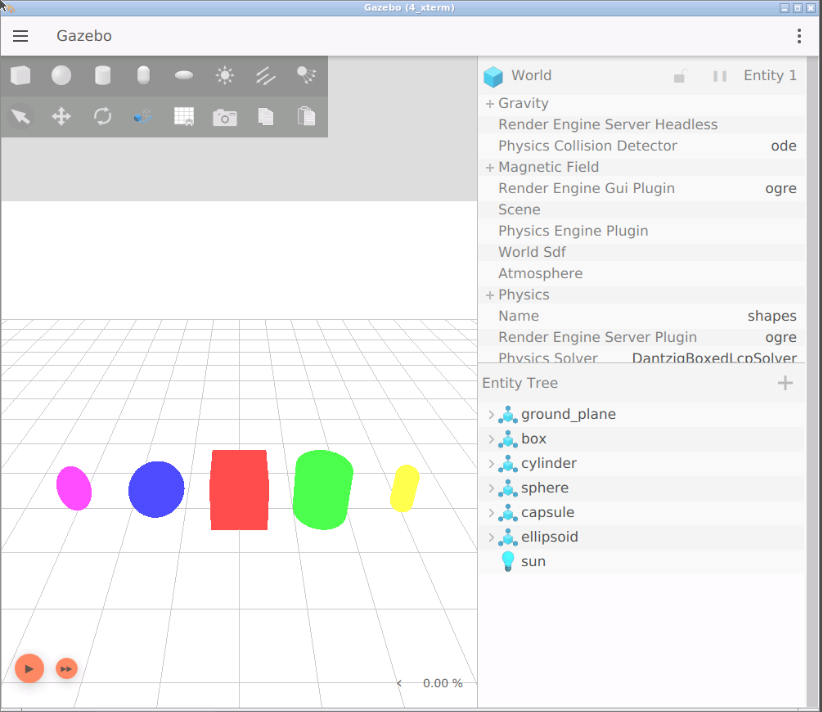 Gazebo (4_xterm)
Gazebo
World Entity 1
+ Gravity
Render Engine Server Headless
Physics Collision Detector ode
+ Magnetic Field
Render Engine Gui Plugin ogre
Scene
Physics Engine Plugin
World Sdf
Atmosphere
+ Physics
Name shapes
Render Engine Server Plugin ogre
Physics Solver DantzigBoxedLcpSolver
Entity Tree
ground_plane
box
cylinder
sphere
capsule
ellipsoid
sun
0.00 %